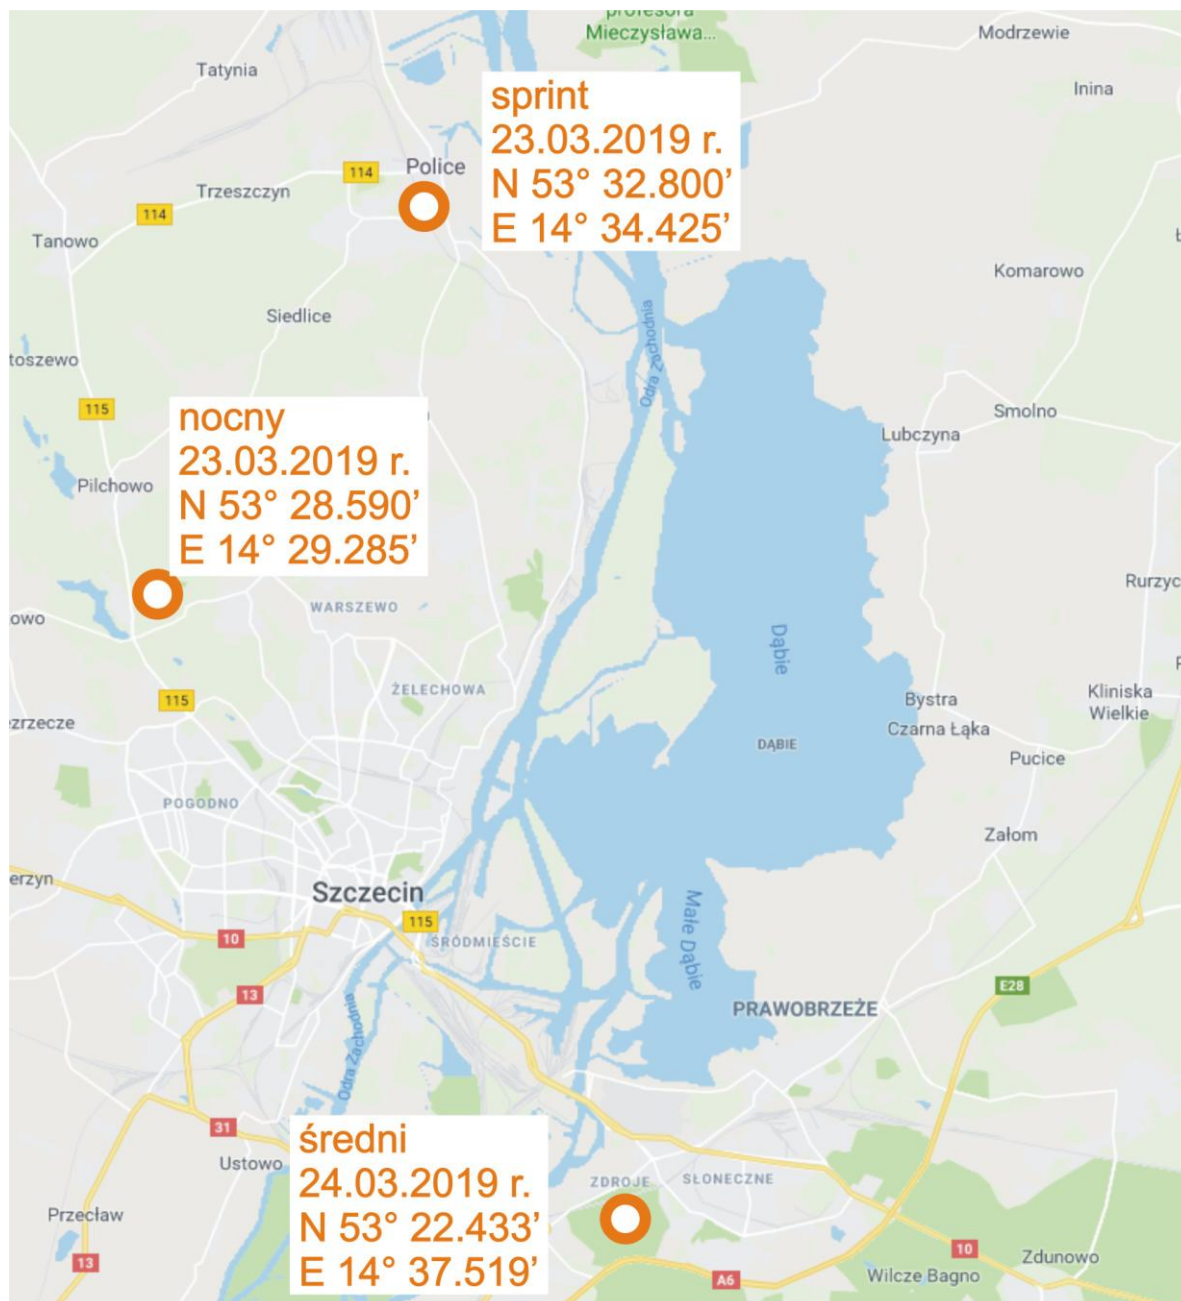 profesora
Mieczysława...
Modrzewie
Tatynia
Inina
sprint
23.03.2019 r.
N 53° 32.800’
E 14° 34.425’
Police
114
Trzeszczyn
114
Tanowo
Komarowo
Siedlice
Odra Zachodnia
toszewo
115
Smolno
Lubczyna
nocny
23.03.2019 r.
N 53° 28.590’
E 14° 29.285’
Pilchowo
Rurzyc
owo
WARSZEWO
Dąbie
ŻELECHOWA
115
Bystra
Kliniska
Wielkie
zrzecze
Czarna Łąka
DĄBIE
Pucice
POGODNO
Załom
erzyn
Szczecin
115
Małe Dąbie
10
ŚRÓDMIEŚCIE
13
E28
PRAWOBRZEŻE
Odra Zachodnia
31
Ustowo
średni
24.03.2019 r.
N 53° 22.433’
E 14° 37.519’
ZDROJE
SŁONECZNE
Przecław
13
10
Zdunowo
A6
Wilcze Bagno